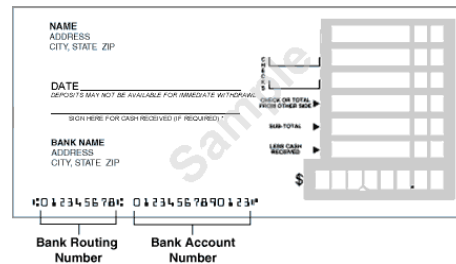 NAME
ADDRESS
CITY, STATE ZIP
DATE
DEPOSITS MAY NOT BE AVAILABLE FOR IMMEDIATE WITHDRAWAL
SIGN HERE FOR CASH RECEIVED (IF REQUIRED) *
BANK NAME
ADDRESS
CITY, STATE ZIP
CHECKS
CHECK OR TOTAL
FROM OTHER SIDE
SUB-TOTAL
LESS CASH
RECEIVED
$
Sample
⑆012345678⑆ 01234567890123⑈
Bank Routing Number
Bank Account Number